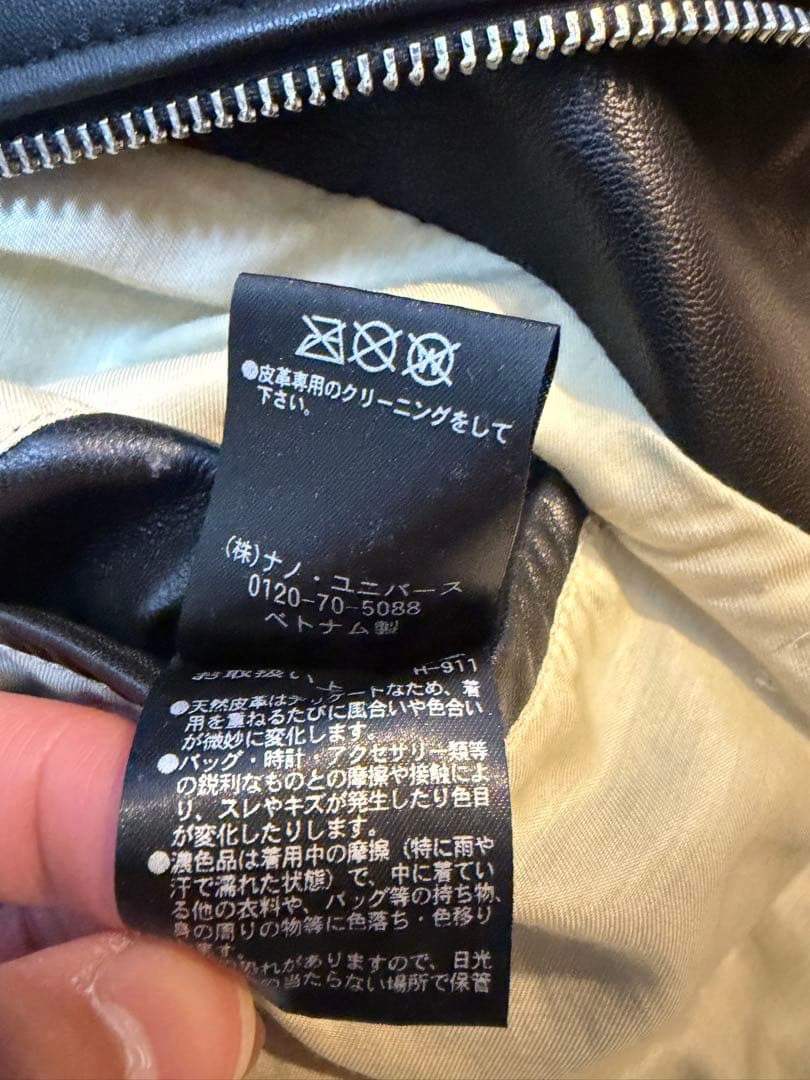 ●皮革専用のクリーニングをして
下さい。
(株)ナノ・ユニバース
0120-70-5088
ベトナム製
お取扱い上
H-911
●天然皮革はデリケートなため、着
用を重ねるたびに風合いや色合い
が微妙に変化します。
●バッグ・時計 アクセサリー類等
の鋭利なものとの摩擦や接触によ
り、スレやキズが発生したり色目
が変化したりします。
●濃色品は着用中の摩擦(特に雨や
汗で濡れた状態)で、中に着てい
る他の衣料や、バッグ等の持ち物、
身の周りの物等に色落ち・色移り
ます。
恐れがありますので、日光
の当たらない場所で保管